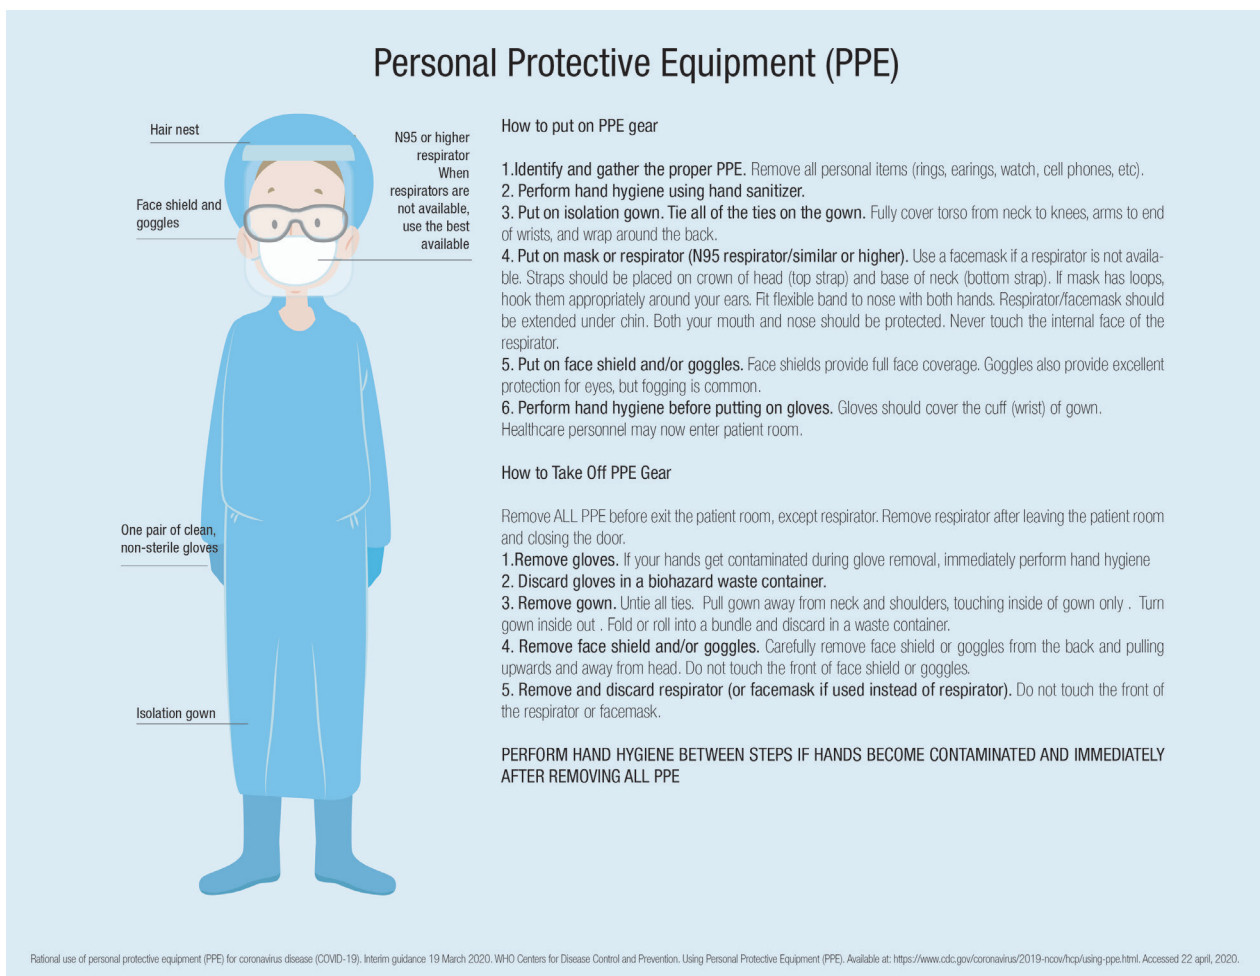 Personal Protective Equipment (PPE)
Hair nest
N95 or higher
respirator
When
respirators are
not available,
use the best
available
Face shield and
goggles
One pair of clean,
non-sterile gloves
Isolation gown
How to put on PPE gear
1.Identify and gather the proper PPE. Remove all personal items (rings, earings, watch, cell phones, etc).
2. Perform hand hygiene using hand sanitizer.
3. Put on isolation gown. Tie all of the ties on the gown. Fully cover torso from neck to knees, arms to end
of wrists, and wrap around the back.
4. Put on mask or respirator (N95 respirator/similar or higher). Use a facemask if a respirator is not availa-
ble. Straps should be placed on crown of head (top strap) and base of neck (bottom strap). If mask has loops,
hook them appropriately around your ears. Fit flexible band to nose with both hands. Respirator/facemask should
be extended under chin. Both your mouth and nose should be protected. Never touch the internal face of the
respirator.
5. Put on face shield and/or goggles. Face shields provide full face coverage. Goggles also provide excellent
protection for eyes, but fogging is common.
6. Perform hand hygiene before putting on gloves. Gloves should cover the cuff (wrist) of gown.
Healthcare personnel may now enter patient room.
How to Take Off PPE Gear
Remove ALL PPE before exit the patient room, except respirator. Remove respirator after leaving the patient room
and closing the door.
1.Remove gloves. If your hands get contaminated during glove removal, immediately perform hand hygiene
2. Discard gloves in a biohazard waste container.
3. Remove gown. Untie all ties. Pull gown away from neck and shoulders, touching inside of gown only . Turn
gown inside out . Fold or roll into a bundle and discard in a waste container.
4. Remove face shield and/or goggles. Carefully remove face shield or goggles from the back and pulling
upwards and away from head. Do not touch the front of face shield or goggles.
5. Remove and discard respirator (or facemask if used instead of respirator). Do not touch the front of
the respirator or facemask.
PERFORM HAND HYGIENE BETWEEN STEPS IF HANDS BECOME CONTAMINATED AND IMMEDIATELY
AFTER REMOVING ALL PPE
Rational use of personal protective equipment (PPE) for coronavirus disease (COVID-19). Interim guidance 19 March 2020. WHO Centers for Disease Control and Prevention. Using Personal Protective Equipment (PPE). Available at: https://www.cdc.gov/coronavirus/2019-ncov/hcp/using-ppe.html. Accessed 22 april, 2020.